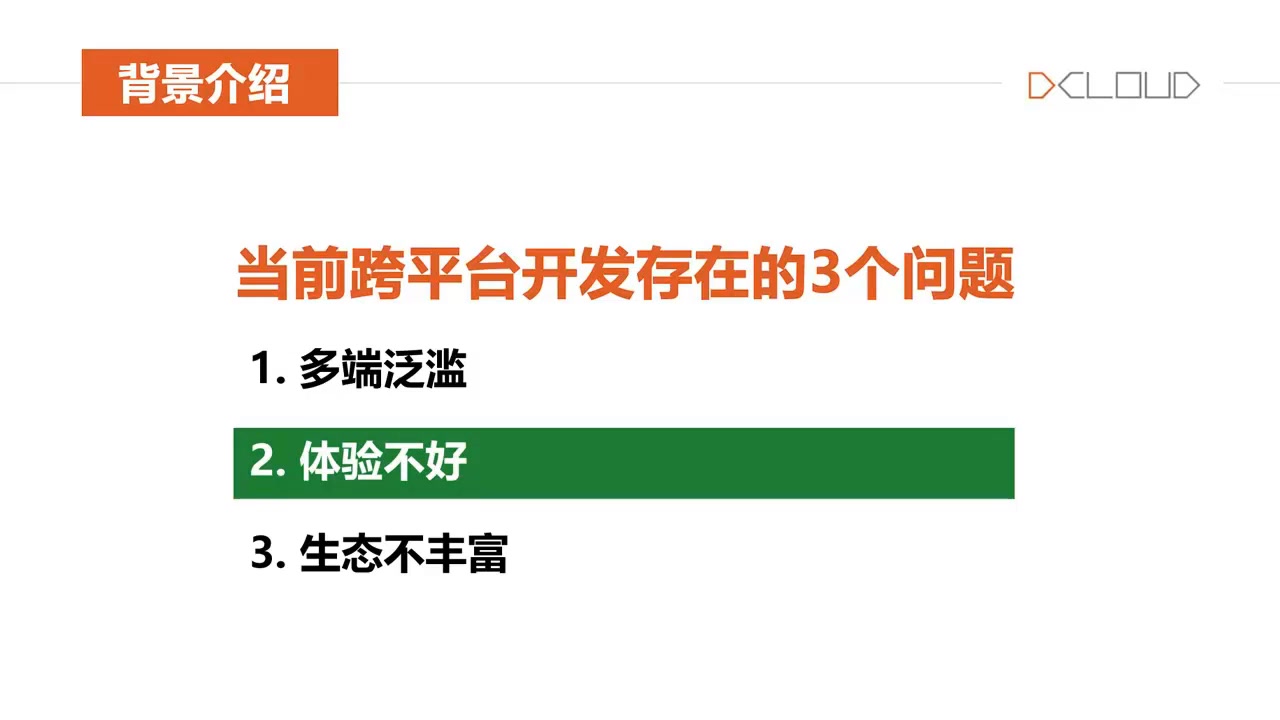 背景介绍
DCLOUD
当前跨平台开发存在的3个问题
1. 多端泛滥
2. 体验不好
3. 生态不丰富